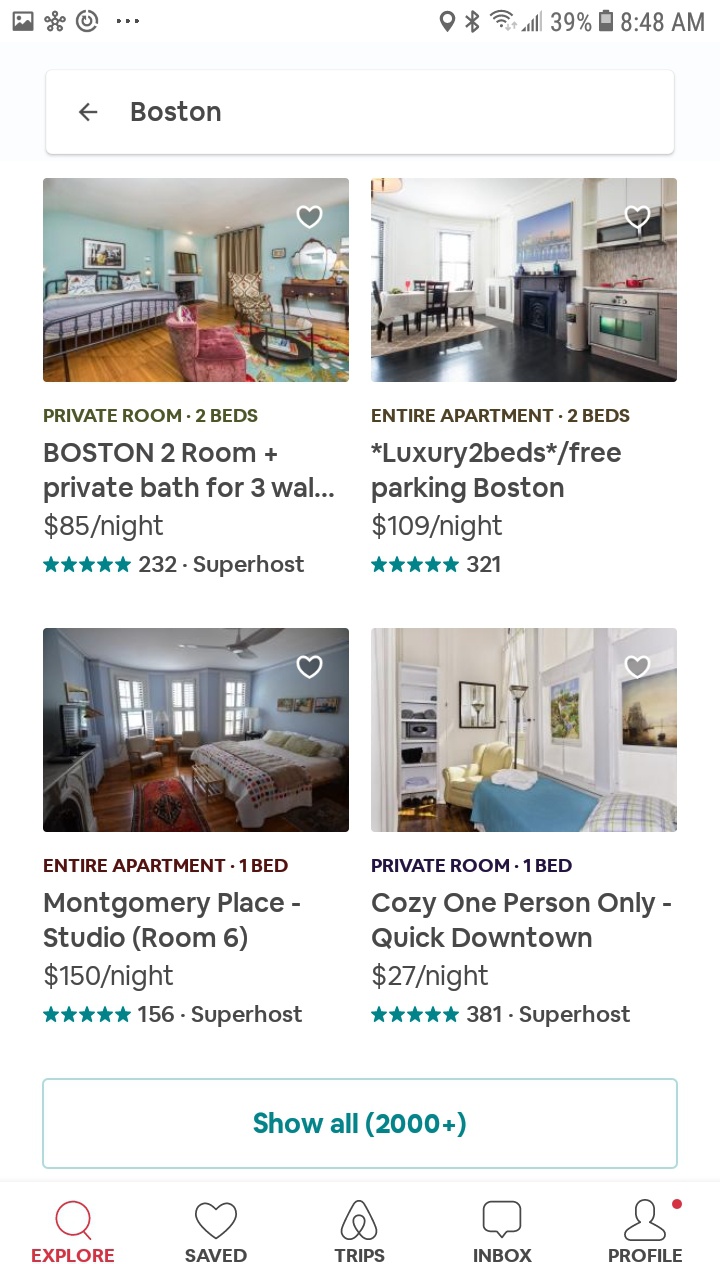 39% 8:48 AM
Boston
PRIVATE ROOM · 2 BEDS
BOSTON 2 Room +
private bath for 3 wal...
$85/night
232 · Superhost
ENTIRE APARTMENT · 2 BEDS
*Luxury2beds*/free
parking Boston
$109/night
321
ENTIRE APARTMENT · 1 BED
Montgomery Place -
Studio (Room 6)
$150/night
156 · Superhost
PRIVATE ROOM · 1 BED
Cozy One Person Only -
Quick Downtown
$27/night
381 · Superhost
Show all (2000+)
EXPLORE
SAVED
TRIPS
INBOX
PROFILE